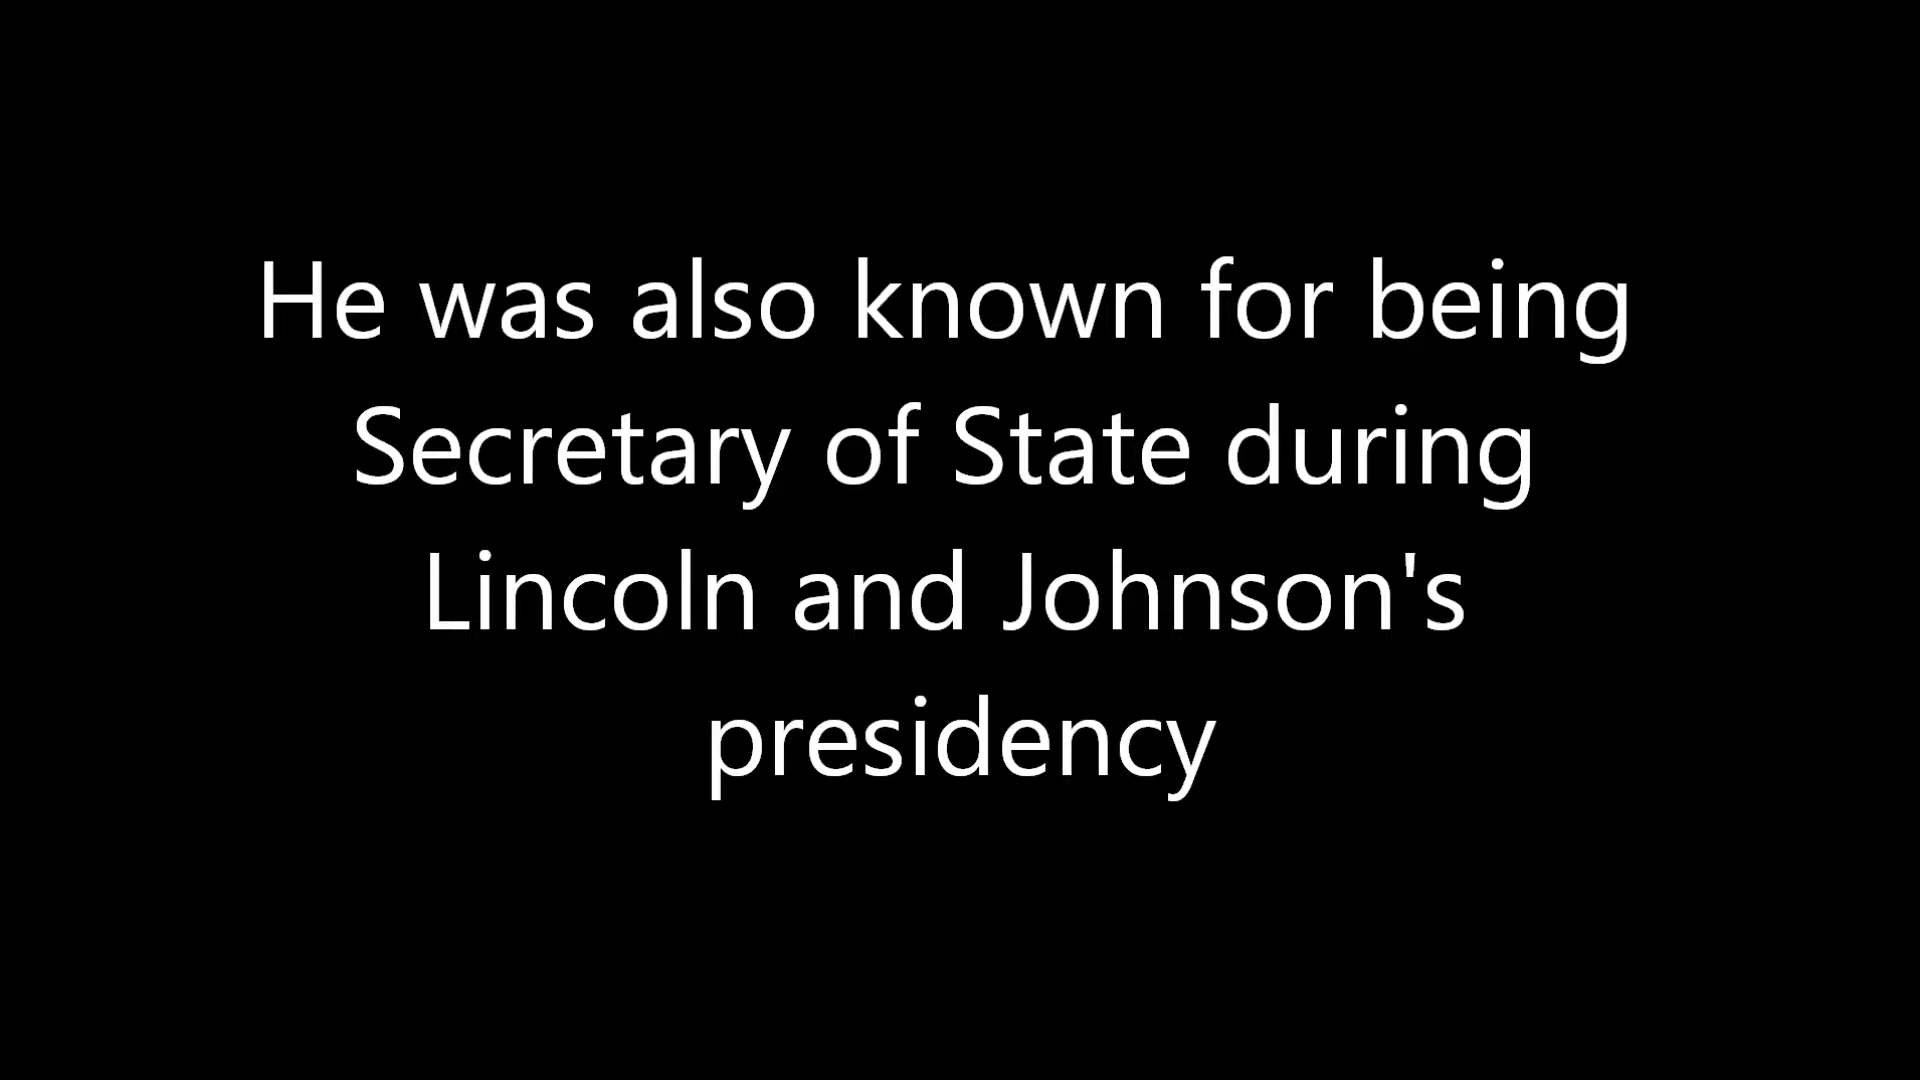 He was also known for being
Secretary of State during
Lincoln and Johnson's
presidency